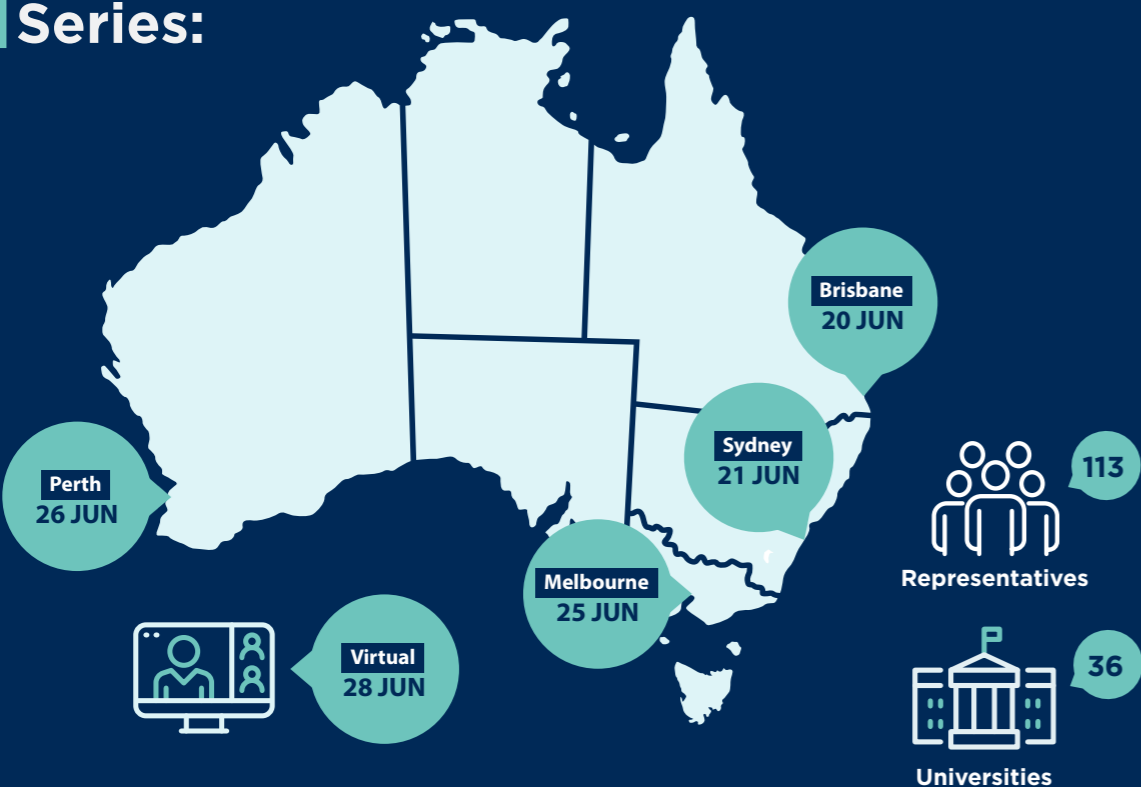 Series:
Brisbane
20 JUN
Sydney
21 JUN
Perth
26 JUN
Melbourne
25 JUN
Virtual
28 JUN
113
Representatives
36
Universities